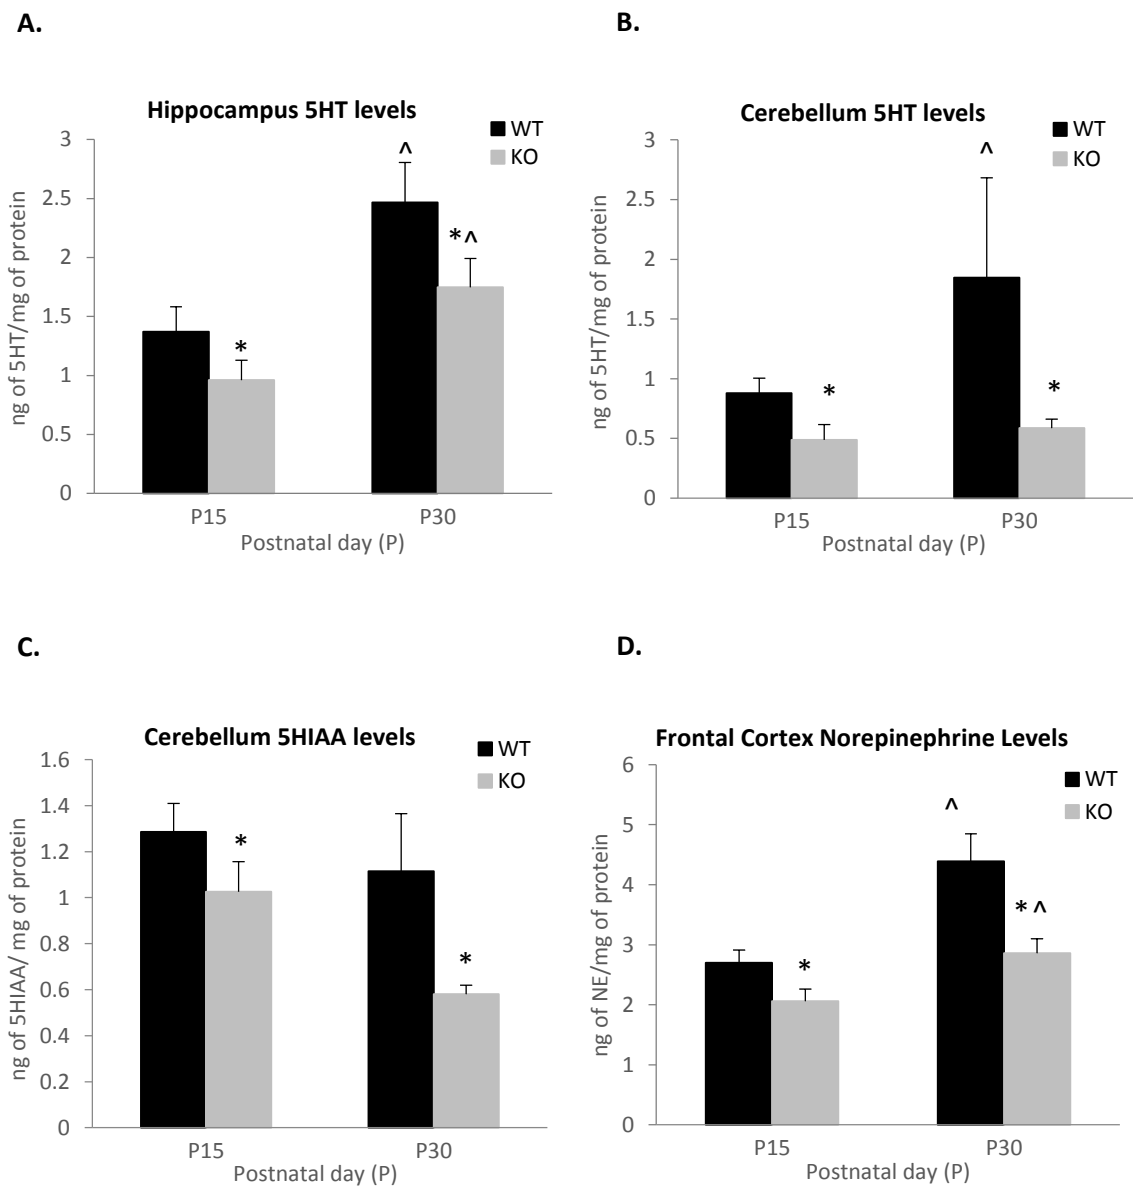 A.
Hippocampus 5HT levels
WT
KO
ng of 5HT/mg of protein
3
2.5
2
1.5
1
0.5
0
^
*^
*
P15
P30
Postnatal day (P)
B.
Cerebellum 5HT levels
WT
KO
ng of 5HT/mg of protein
3
2.5
2
1.5
1
0.5
0
^
*
*
P15
P30
Postnatal day (P)
C.
Cerebellum 5HIAA levels
WT
KO
ng of 5HIAA/ mg of protein
1.6
1.4
1.2
1
0.8
0.6
0.4
0.2
0
*
*
P15
P30
Postnatal day (P)
D.
Frontal Cortex Norepinephrine Levels
WT
KO
ng of NE/mg of protein
6
5
4
3
2
1
0
^
* ^
*
P15
P30
Postnatal day (P)